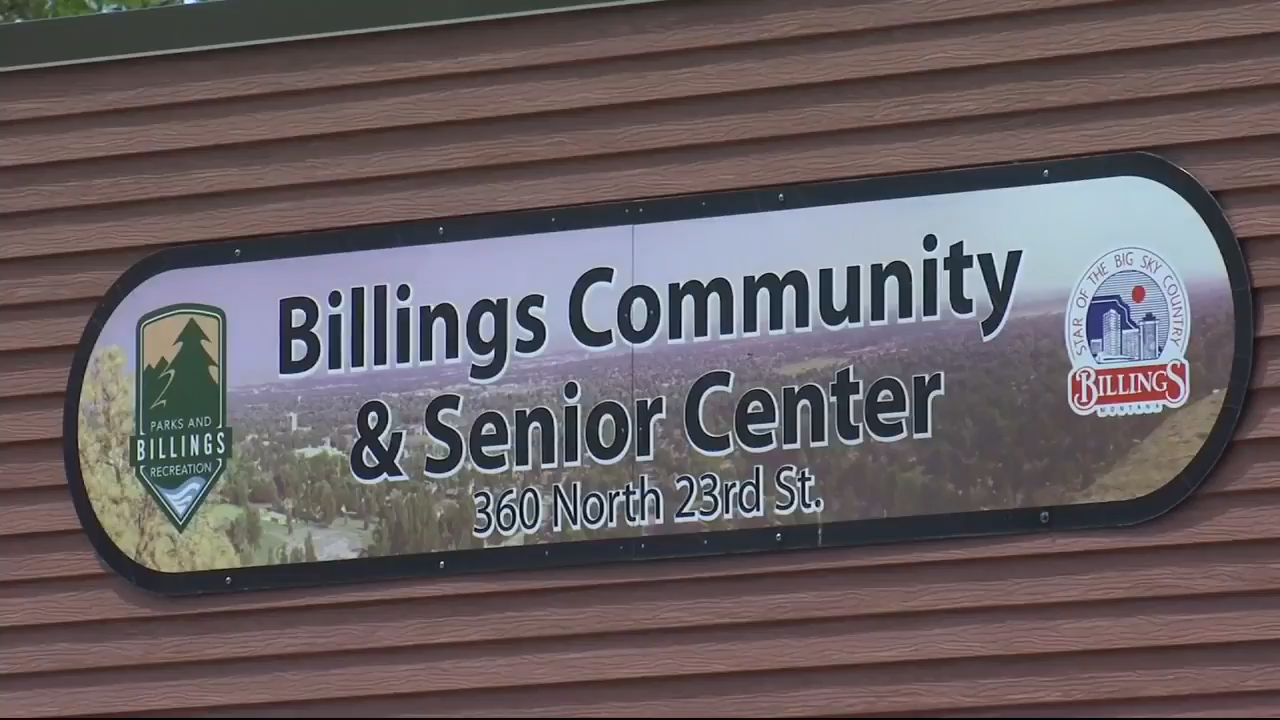 Billings Community
& Senior Center
360 North 23rd St.
PARKS AND
BILLINGS
RECREATION
STAR OF THE BIG SKY COUNTRY
BILLINGS
MONTANA